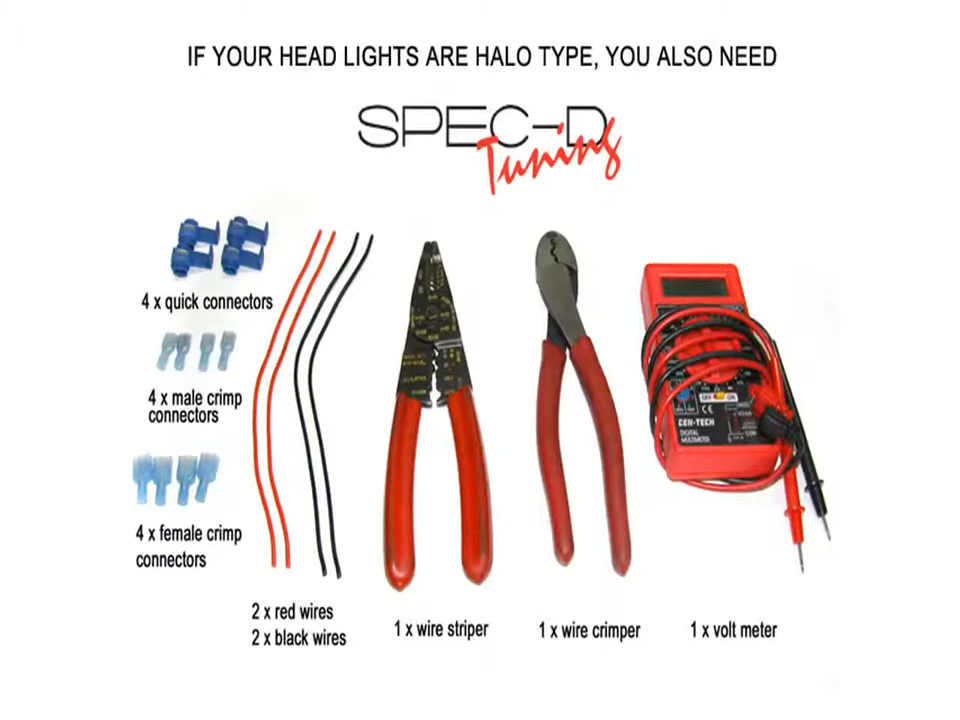 IF YOUR HEAD LIGHTS ARE HALO TYPE, YOU ALSO NEED
SPEC-D
Tuning
4 x quick connectors
4 x male crimp
connectors
4 x female crimp
connectors
2 x red wires
2 x black wires
1 x wire striper
1 x wire crimper
1 x volt meter
OFF ON
CE
CEN-TECH
DIGITAL
MULTIMETER